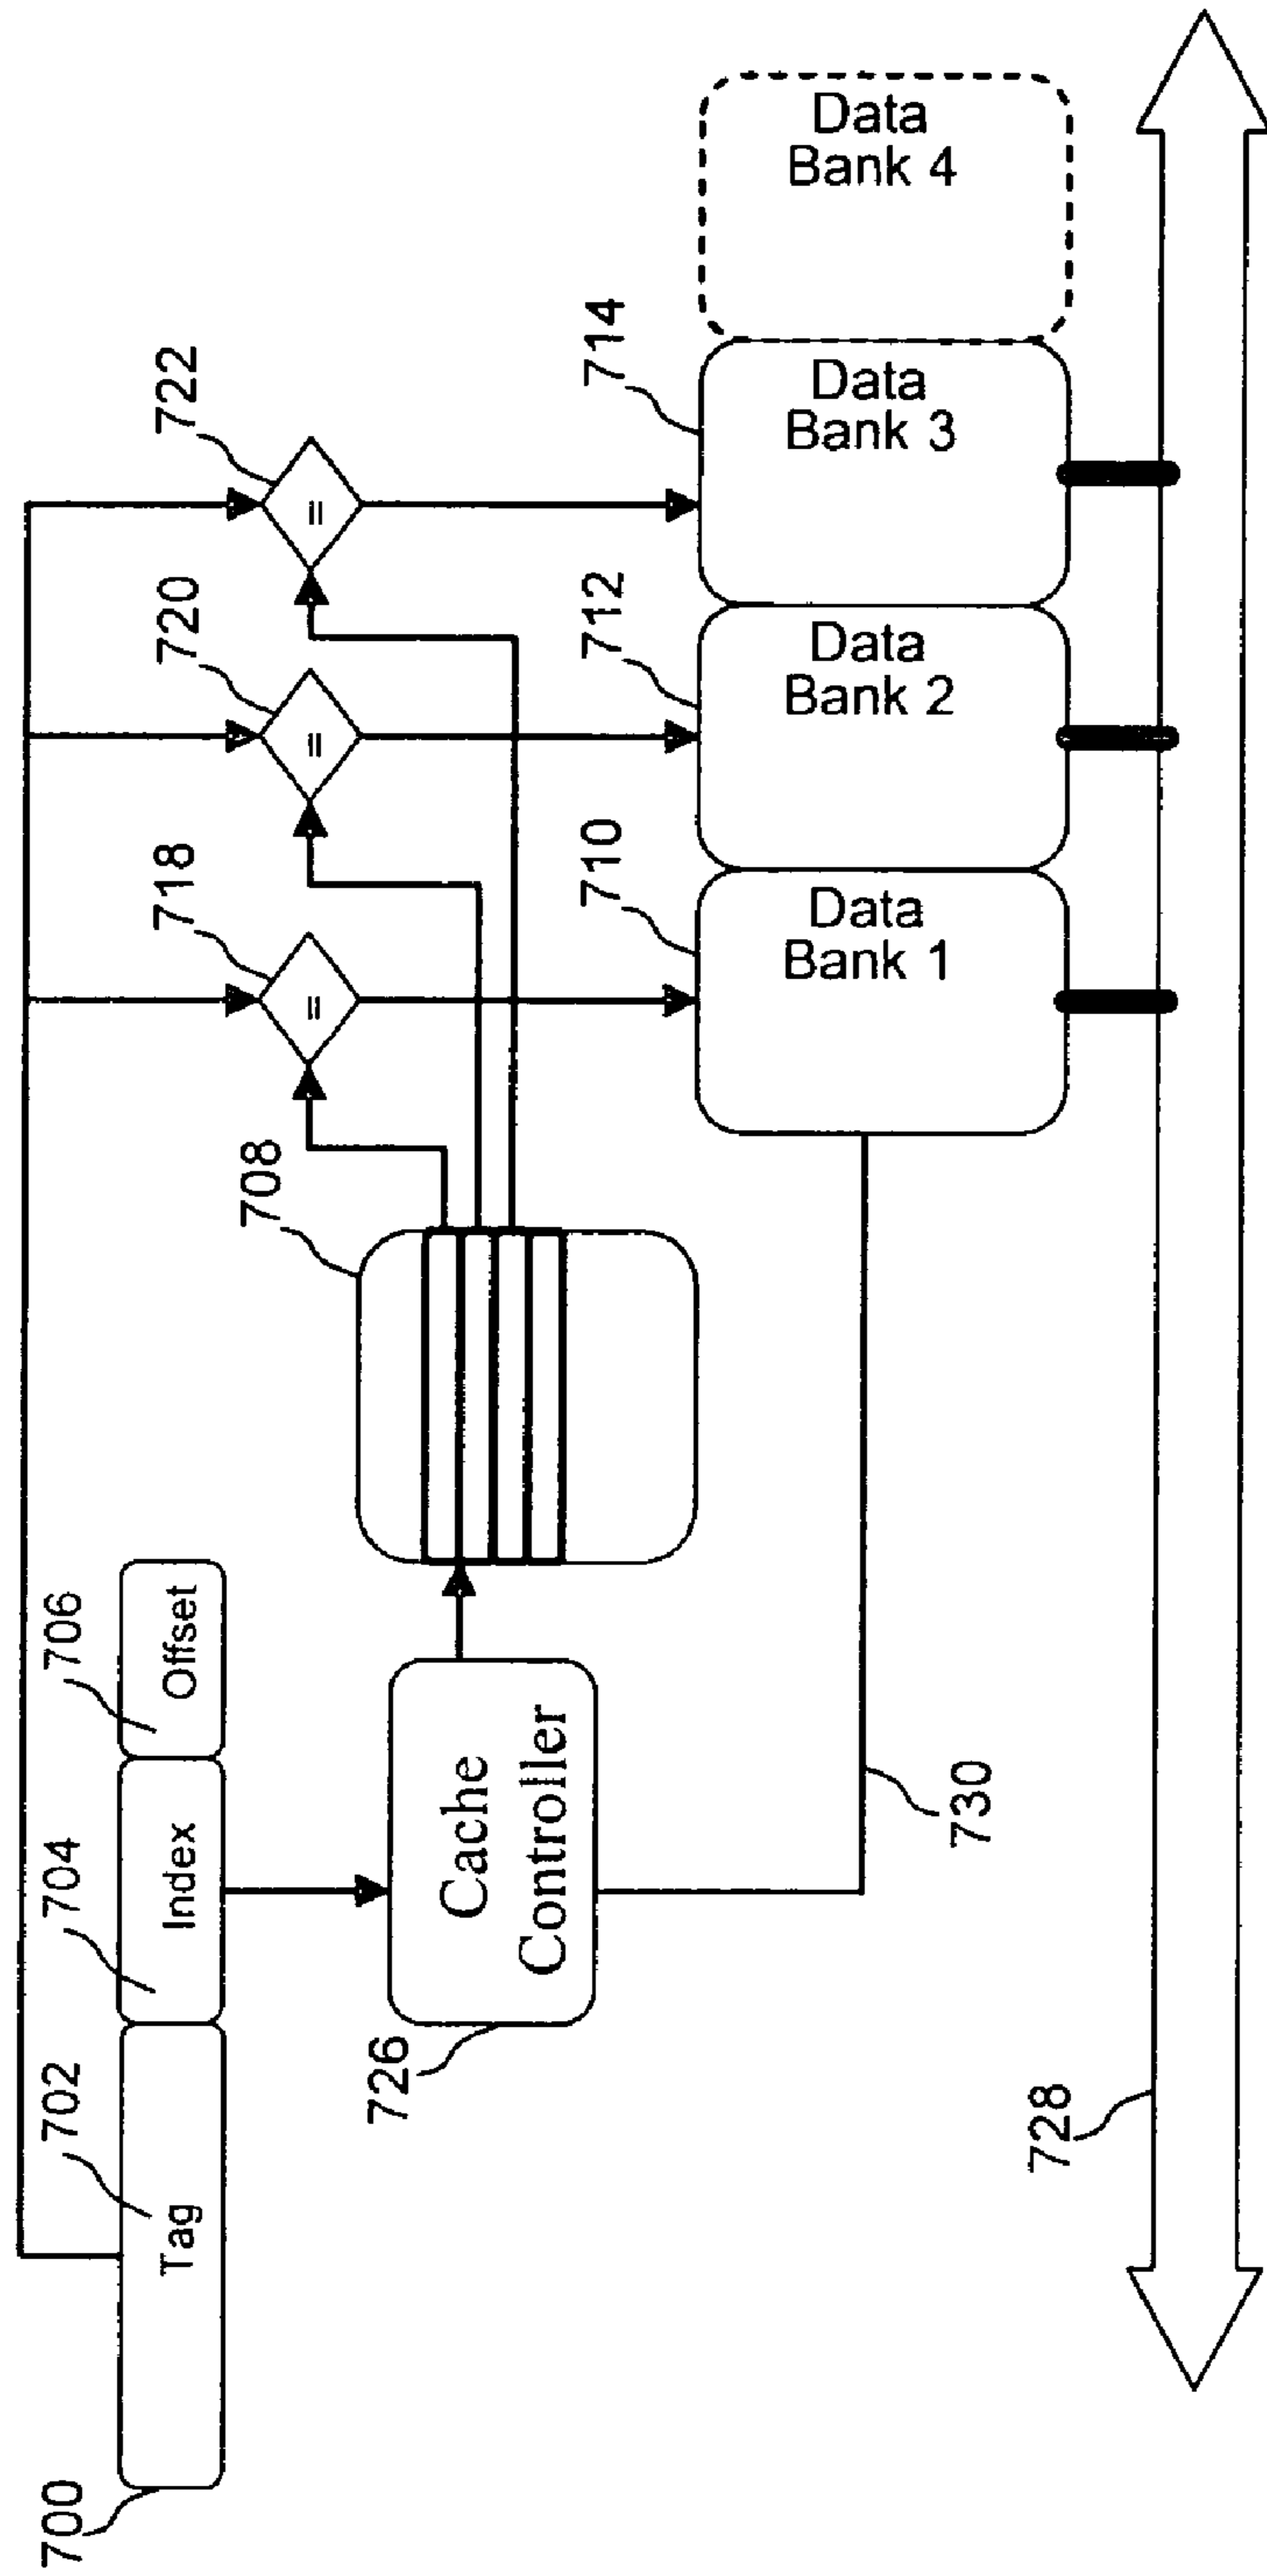 700
702
704
706
Tag
Index
Offset
708
718
720
722
=
=
=
726
Cache
Controller
710
712
714
Data
Bank 1
Data
Bank 2
Data
Bank 3
Data
Bank 4
730
728